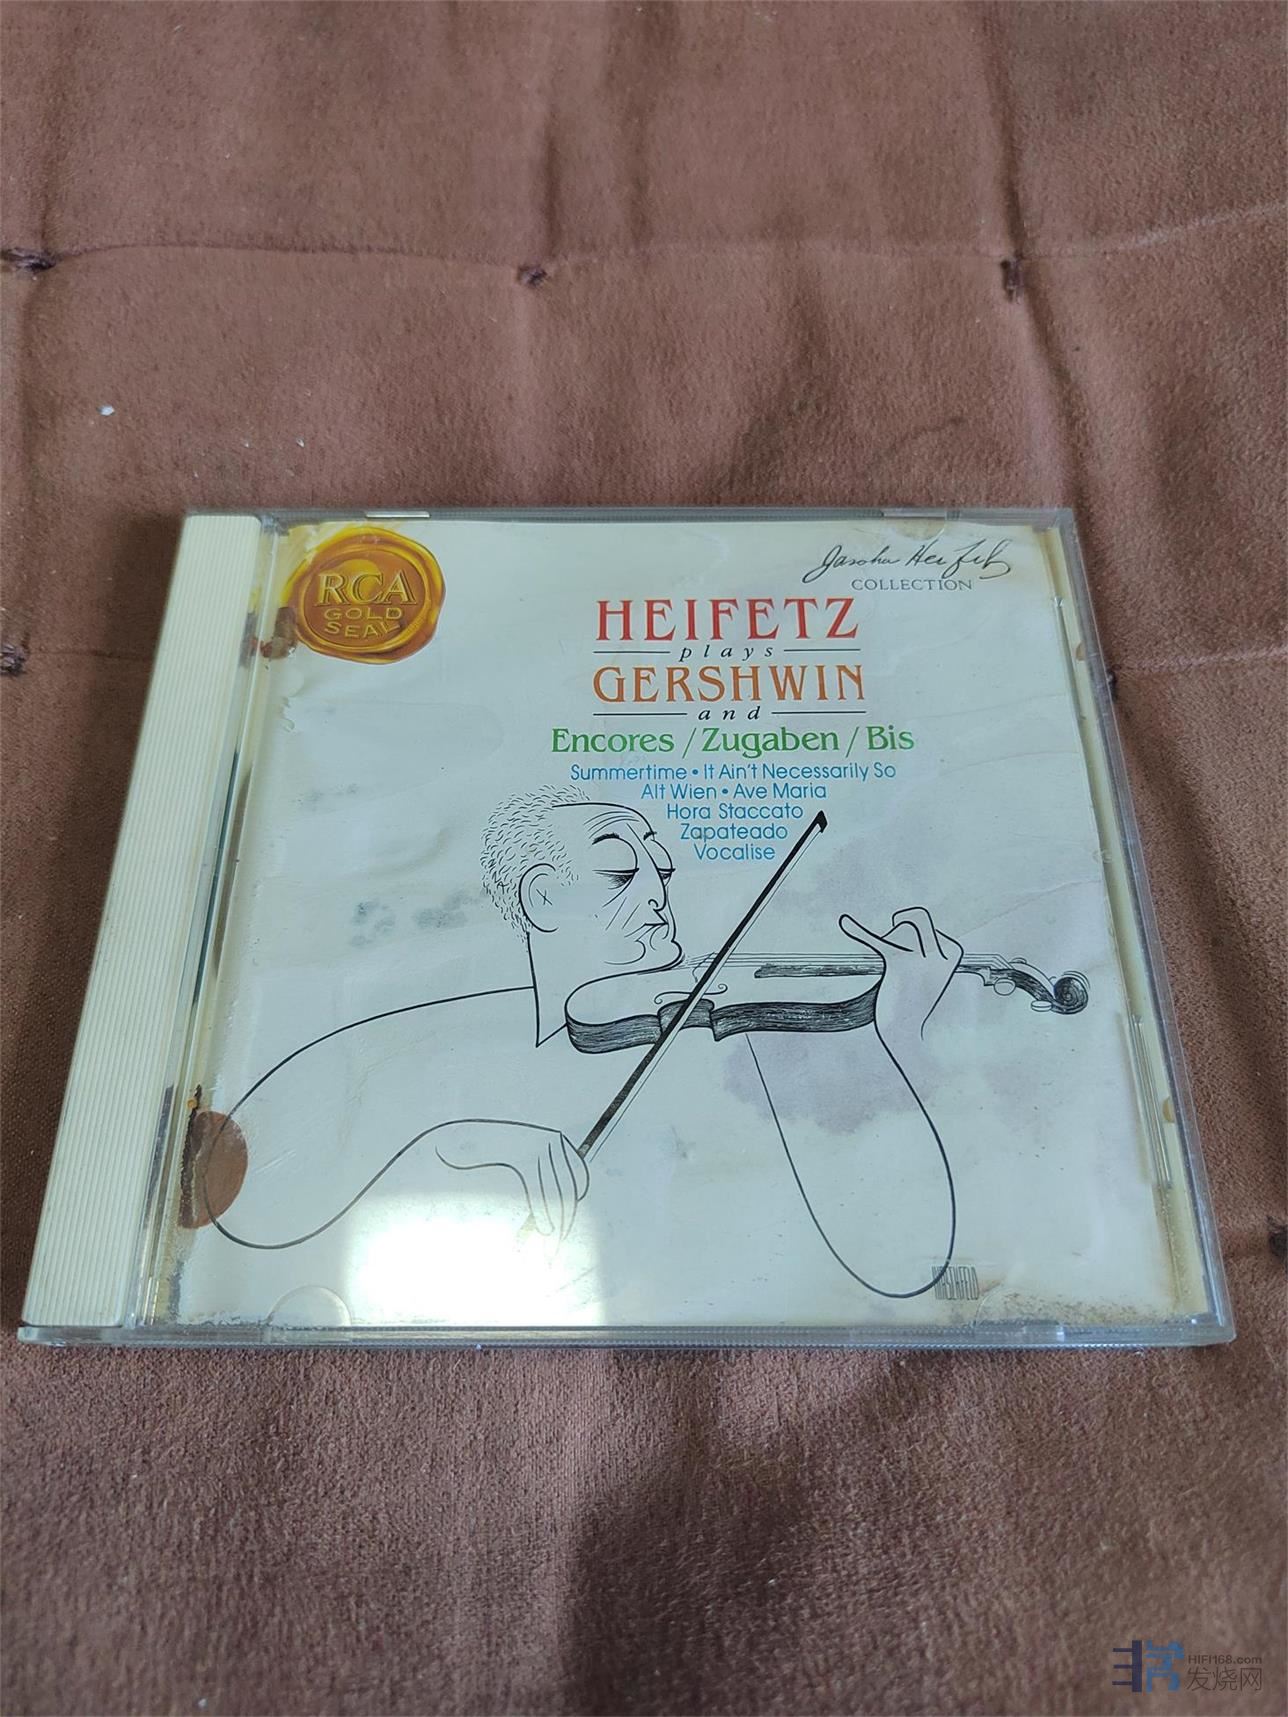 RCA
GOLD
SEAL
Jascha Heifetz
COLLECTION
HEIFETZ
plays
GERSHWIN
and
Encores / Zugaben / Bis
Summertime • It Ain't Necessarily So
Alt Wien • Ave Maria
Hora Staccato
Zapateado
Vocalise
HIRSCHFELD
HIFI168.com
发烧网